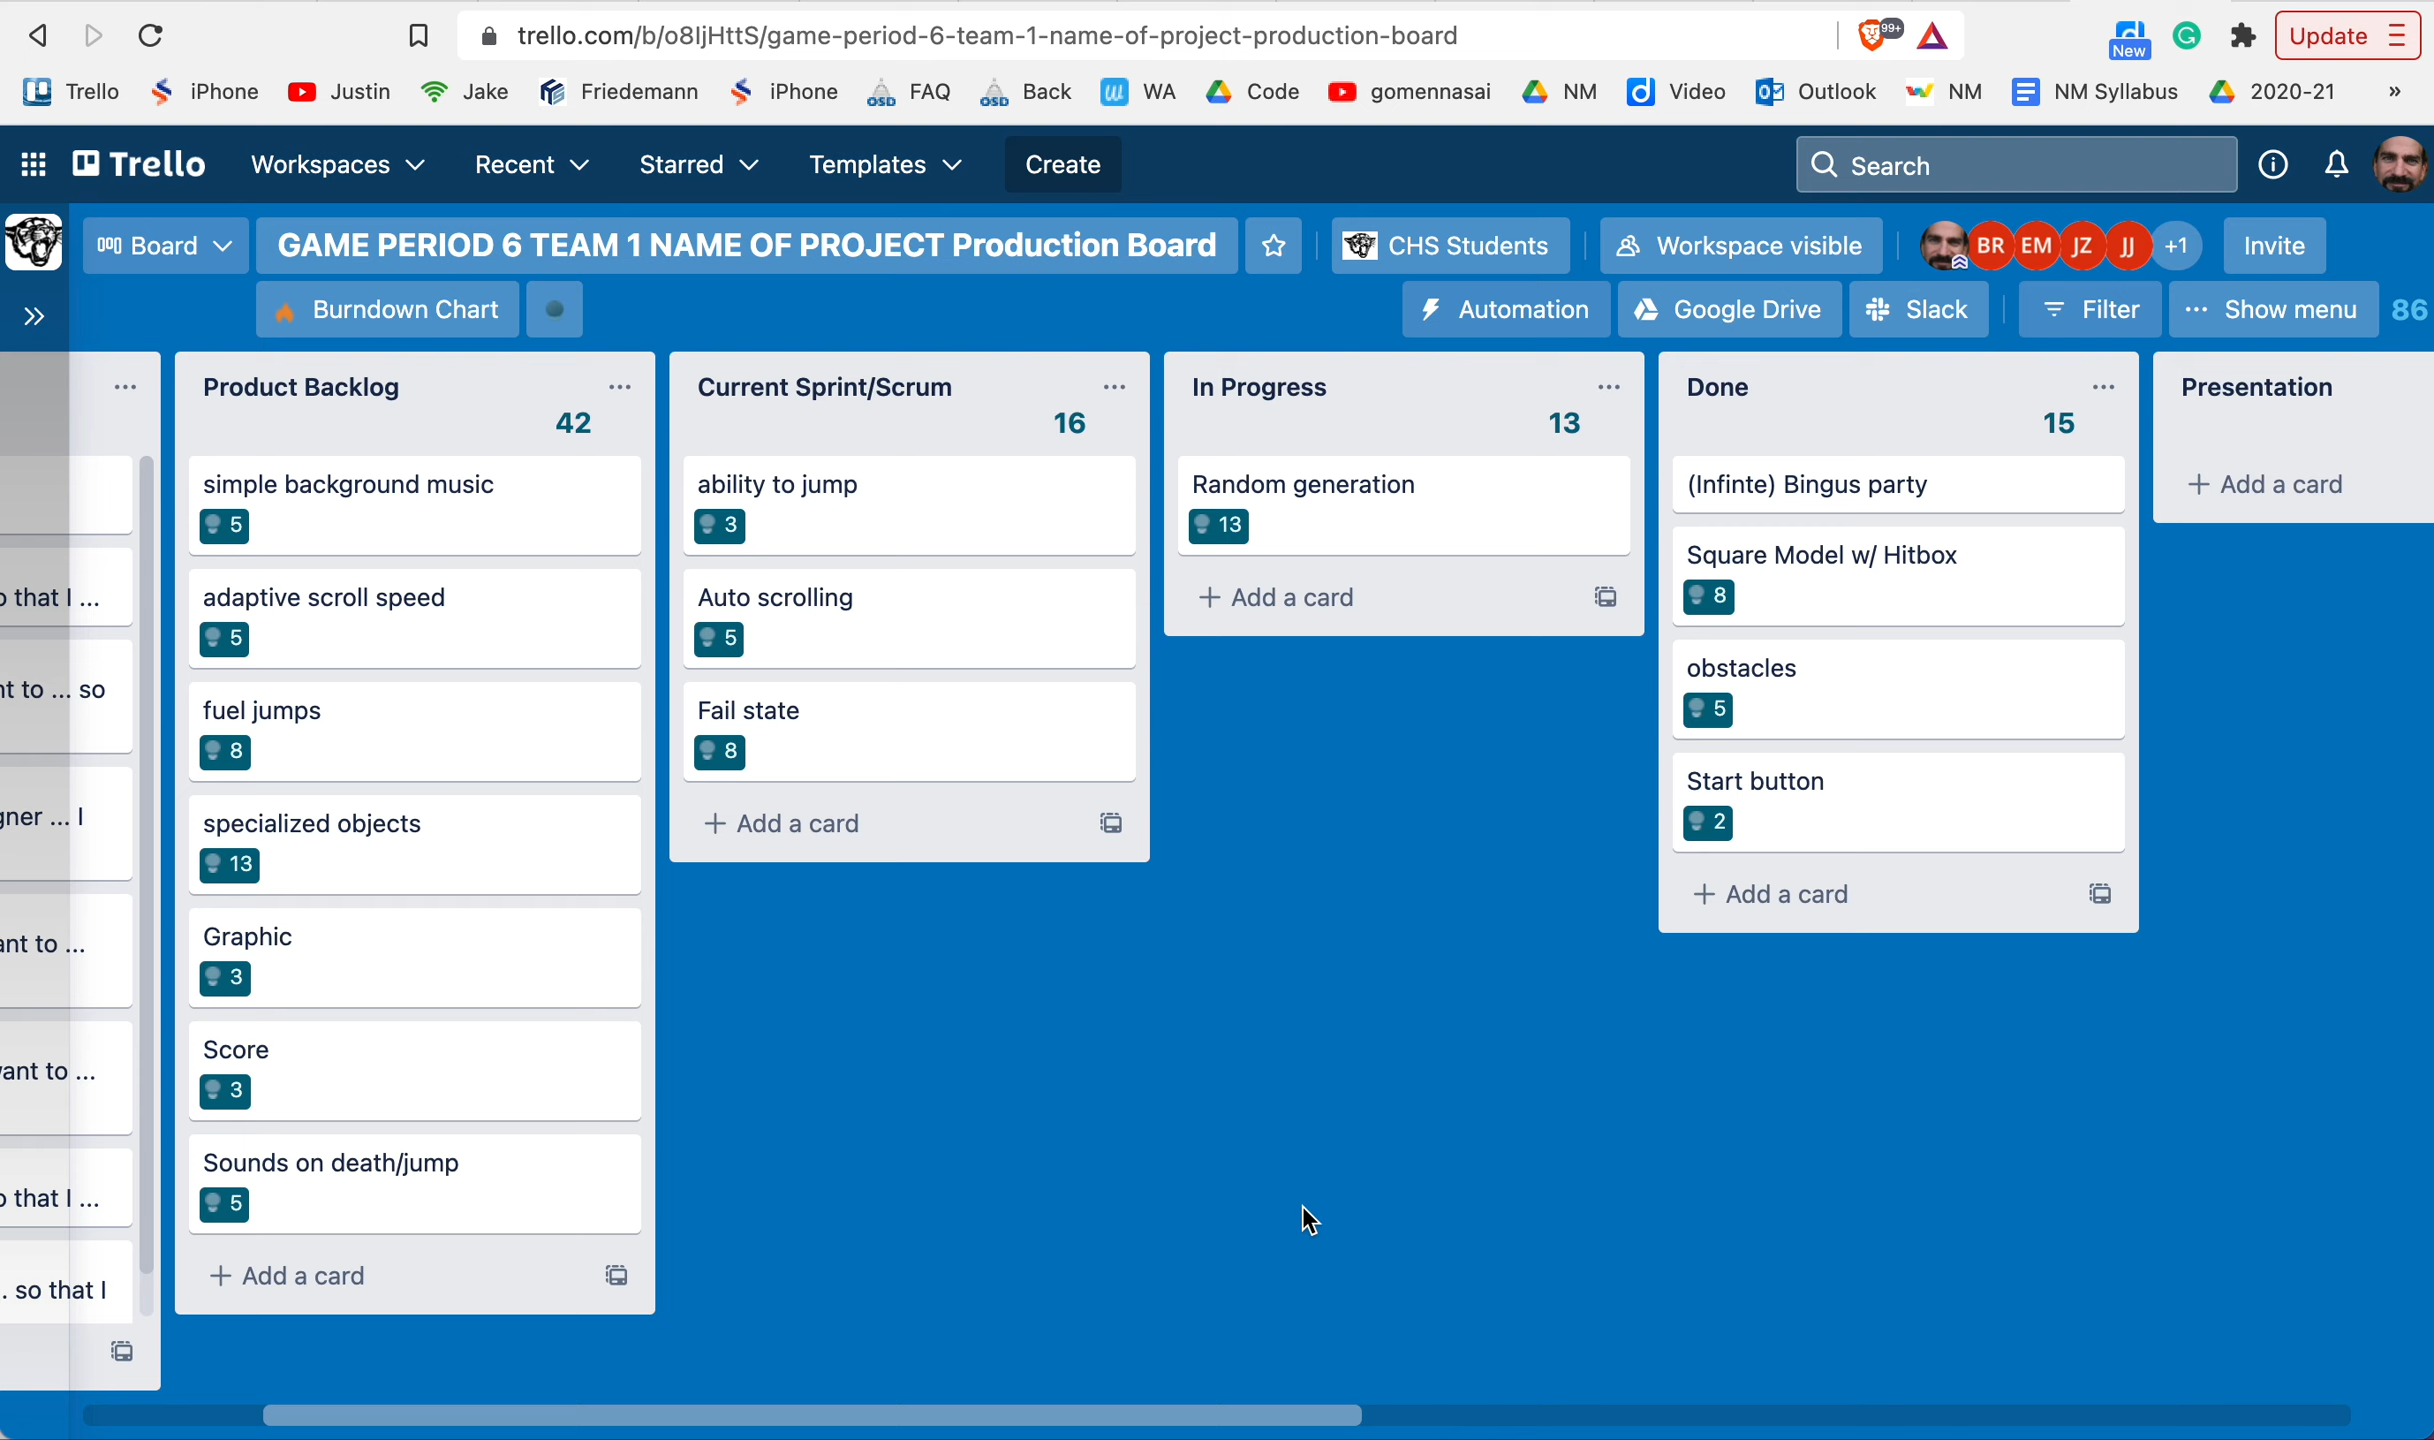 trello.com/b/o8IjHttS/game-period-6-team-1-name-of-project-production-board
99+
New
Update
Trello iPhone Justin Jake Friedemann iPhone FAQ Back WA Code gomennasai NM Video Outlook NM NM Syllabus 2020-21 »
Trello Workspaces Recent Starred Templates Create Search
Board GAME PERIOD 6 TEAM 1 NAME OF PROJECT Production Board CHS Students Workspace visible BR EM JZ JJ +1 Invite
Burndown Chart Automation Google Drive Slack Filter ... Show menu 86
o that I ...
nt to ... so
gner ... I
ant to ...
vant to ...
o that I ...
. so that I
Product Backlog ...
42
simple background music
5
adaptive scroll speed
5
fuel jumps
8
specialized objects
13
Graphic
3
Score
3
Sounds on death/jump
5
+ Add a card
Current Sprint/Scrum ...
16
ability to jump
3
Auto scrolling
5
Fail state
8
+ Add a card
In Progress ...
13
Random generation
13
+ Add a card
Done ...
15
(Infinte) Bingus party
Square Model w/ Hitbox
8
obstacles
5
Start button
2
+ Add a card
Presentation
+ Add a card